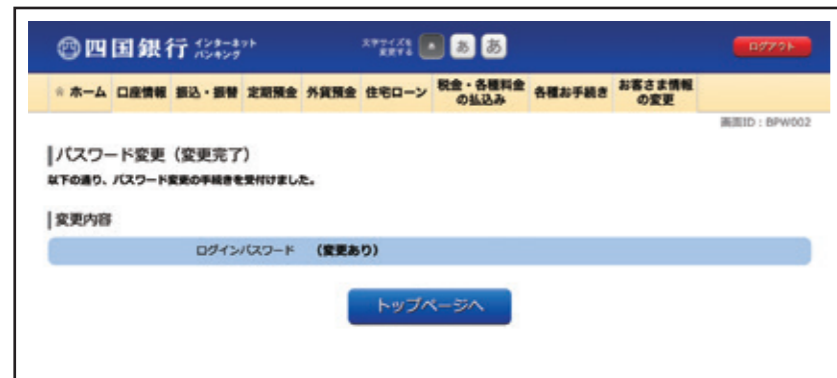 四国銀行 インターネット
バンキング
文字サイズを
変更する あ あ
ログアウト
ホーム 口座情報 振込・振替 定期預金 外貨預金 住宅ローン 税金・各種料金
の払込み 各種お手続き お客さま情報
の変更
画面ID:BPW002
パスワード変更(変更完了)
以下の通り、パスワード変更の手続きを受付けました。
変更内容
ログインパスワード (変更あり)
トップページへ